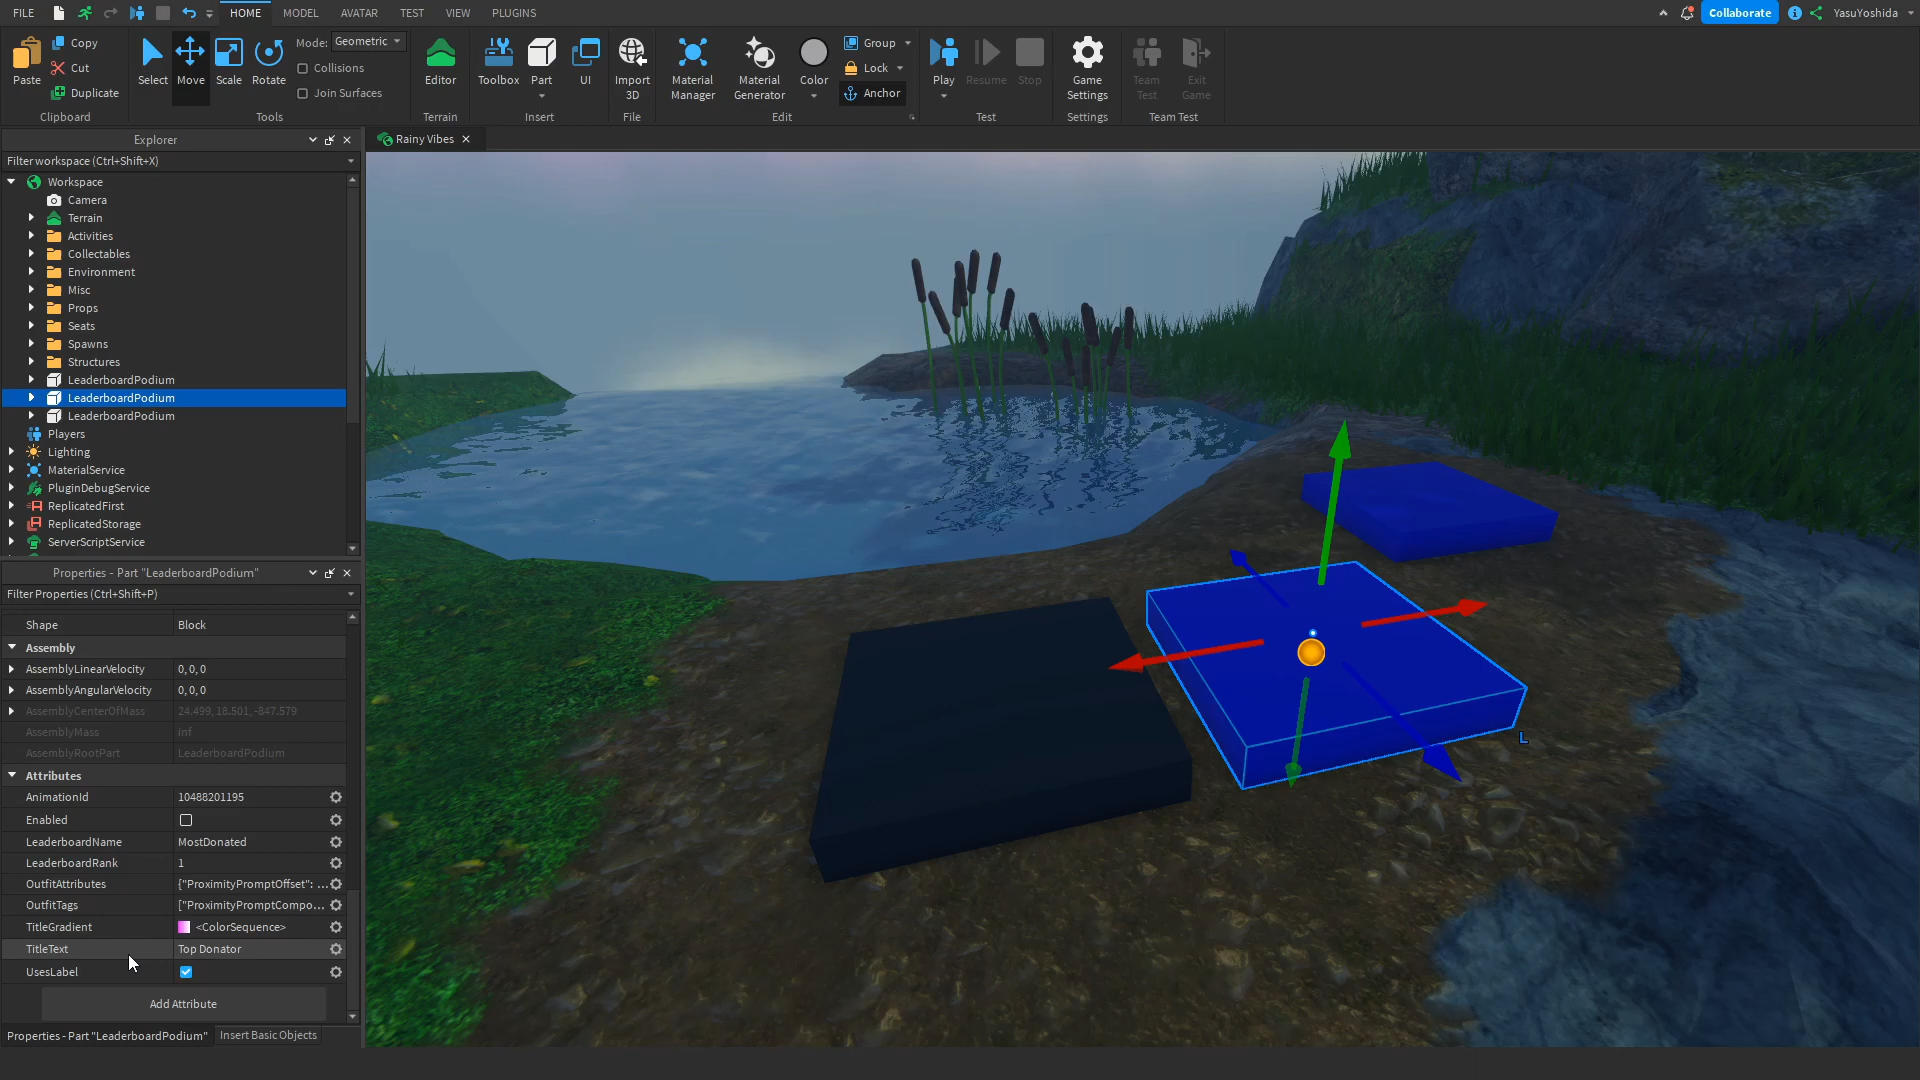 FILE HOME MODEL AVATAR TEST VIEW PLUGINS Collaborate YasuYoshida
Paste
Copy
Cut
Duplicate
Clipboard
Select
Move
Scale
Rotate
Mode: Geometric
Collisions
Join Surfaces
Tools
Editor
Terrain
Toolbox
Part
UI
Insert
Import
3D
File
Material
Manager
Material
Generator
Color
Group
Lock
Anchor
Edit
Play
Resume
Stop
Test
Game
Settings
Settings
Team
Test
Exit
Game
Team Test
Explorer
Rainy Vibes
Filter workspace (Ctrl+Shift+X)
Workspace
Camera
Terrain
Activities
Collectables
Environment
Misc
Props
Seats
Spawns
Structures
LeaderboardPodium
LeaderboardPodium
LeaderboardPodium
Players
Lighting
MaterialService
PluginDebugService
ReplicatedFirst
ReplicatedStorage
ServerScriptService
Properties - Part "LeaderboardPodium"
Filter Properties (Ctrl+Shift+P)
Shape Block
Assembly
AssemblyLinearVelocity 0, 0, 0
AssemblyAngularVelocity 0, 0, 0
AssemblyCenterOfMass 24.499, 18.501, -847.579
AssemblyMass inf
AssemblyRootPart LeaderboardPodium
Attributes
AnimationId 10488201195
Enabled
LeaderboardName MostDonated
LeaderboardRank 1
OutfitAttributes {"ProximityPromptOffset": ...
OutfitTags ["ProximityPromptCompo...
TitleGradient <ColorSequence>
TitleText Top Donator
UsesLabel
Add Attribute
Properties - Part "LeaderboardPodium" Insert Basic Objects
L